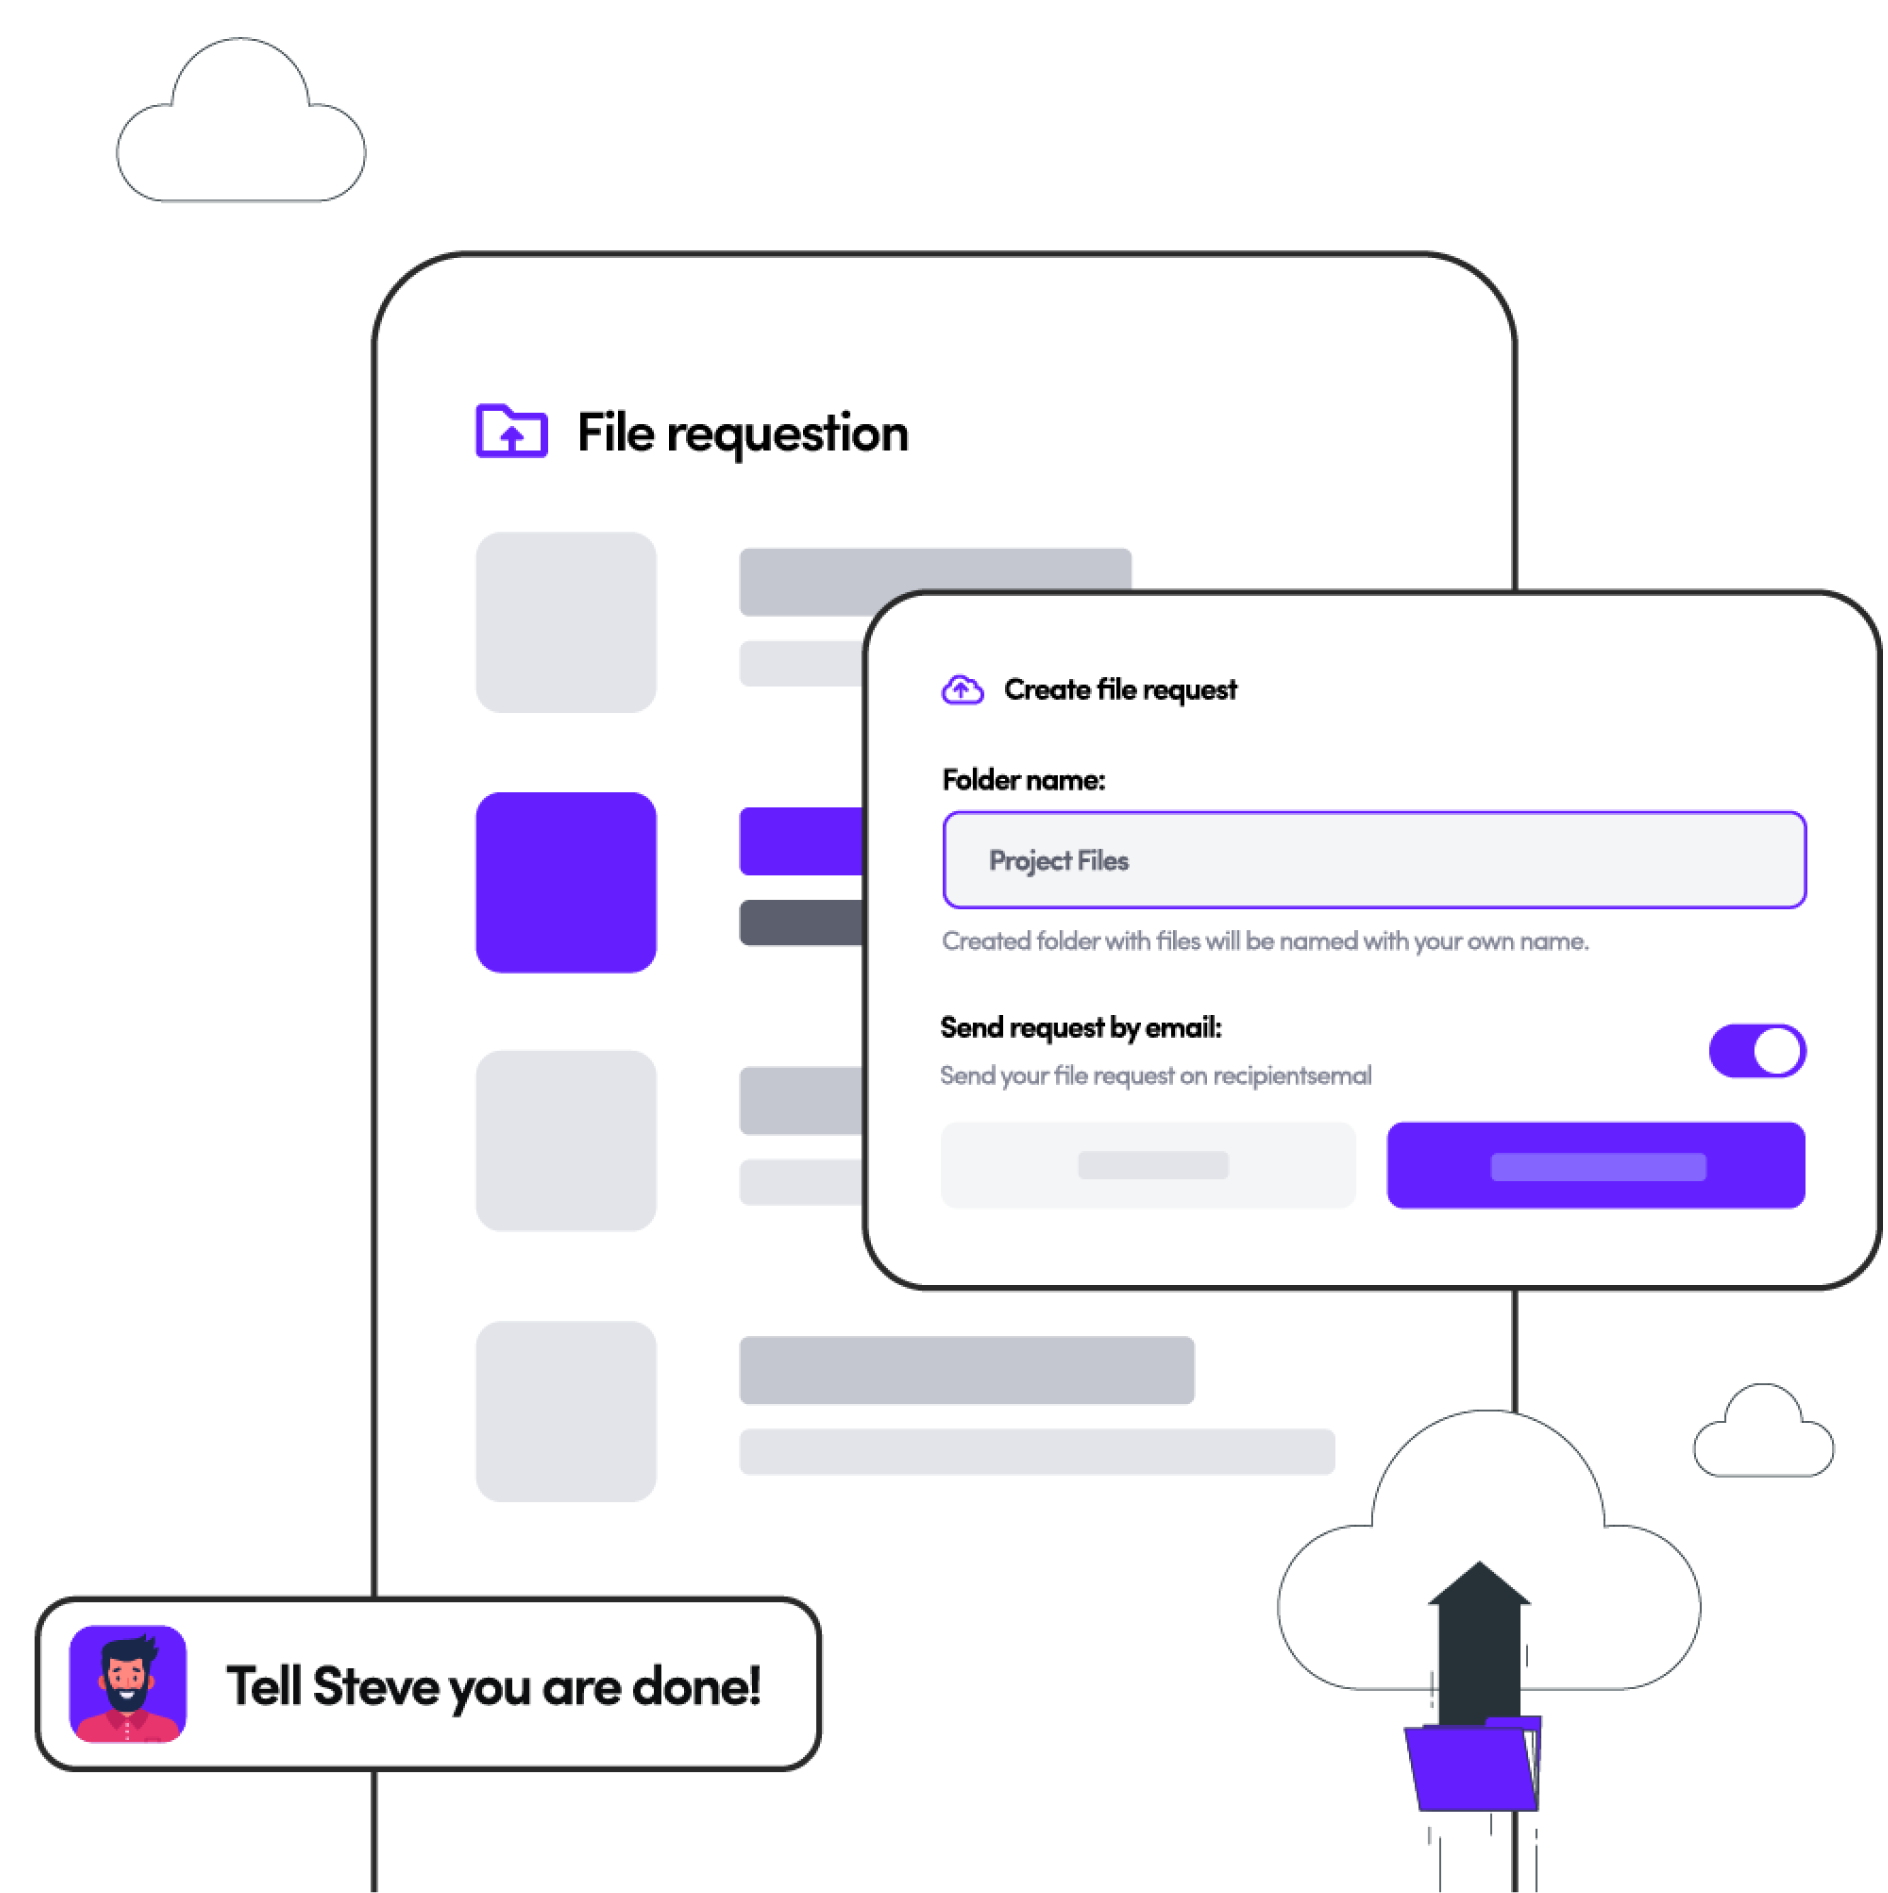 File requestion
Create file request
Folder name:
Project Files
Created folder with files will be named with your own name.
Send request by email:
Send your file request on recipientsemal
Tell Steve you are done!